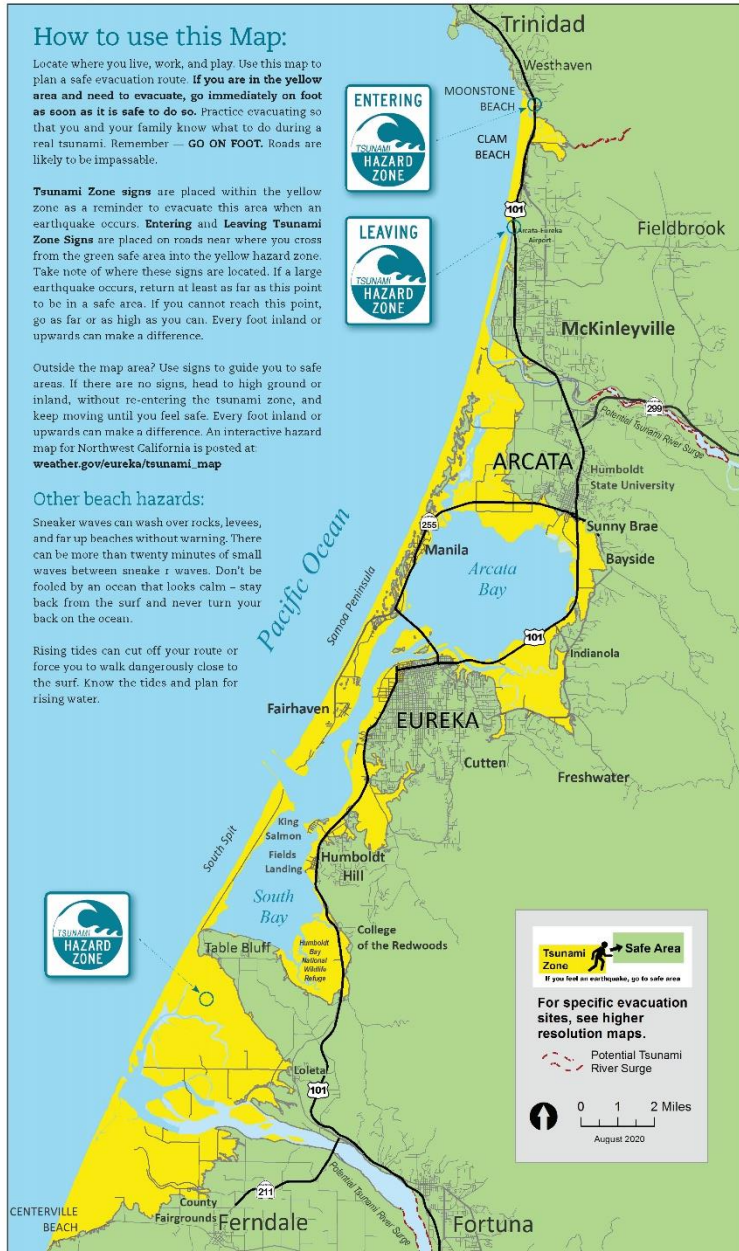 How to use this Map:
Locate where you live, work, and play. Use this map to
plan a safe evacuation route. If you are in the yellow
area and need to evacuate, go immediately on foot
as soon as it is safe to do so. Practice evacuating so
that you and your family know what to do during a
real tsunami. Remember — GO ON FOOT. Roads are
likely to be impassable.
Tsunami Zone signs are placed within the yellow
zone as a reminder to evacuate this area when an
earthquake occurs. Entering and Leaving Tsunami
Zone Signs are placed on roads near where you cross
from the green safe area into the yellow hazard zone.
Take note of where these signs are located. If a large
earthquake occurs, return at least as far as this point
to be in a safe area. If you cannot reach this point,
go as far or as high as you can. Every foot inland or
upwards can make a difference.
Outside the map area? Use signs to guide you to safe
areas. If there are no signs, head to high ground or
inland, without re-entering the tsunami zone, and
keep moving until you feel safe. Every foot inland or
upwards can make a difference. An interactive hazard
map for Northwest California is posted at:
weather.gov/eureka/tsunami_map
Other beach hazards:
Sneaker waves can wash over rocks, levees,
and far up beaches without warning. There
can be more than twenty minutes of small
waves between sneake r waves. Don't be
fooled by an ocean that looks calm – stay
back from the surf and never turn your
back on the ocean.
Rising tides can cut off your route or
force you to walk dangerously close to
the surf. Know the tides and plan for
rising water.
ENTERING
TSUNAMI
HAZARD
ZONE
LEAVING
TSUNAMI
HAZARD
ZONE
Trinidad
Westhaven
MOONSTONE
BEACH
CLAM
BEACH
101
Arcata-Eureka
Airport
Fieldbrook
McKinleyville
299
Potential Tsunami River Surge
ARCATA
Humboldt
State University
Sunny Brae
255
Manila
Bayside
Arcata
Bay
Pacific Ocean
Samoa Peninsula
101
Indianola
Fairhaven
EUREKA
Cutten
Freshwater
King
Salmon
South Spit
Fields
Landing
Humboldt
Hill
South
Bay
TSUNAMI
HAZARD
ZONE
College
of the Redwoods
Table Bluff
Humboldt
Bay
National
Wildlife
Refuge
Loleta
101
211
Potential Tsunami River Surge
County
Fairgrounds
CENTERVILLE
BEACH
Ferndale
Fortuna
Tsunami
Zone
Safe Area
If you feel an earthquake, go to safe area
For specific evacuation
sites, see higher
resolution maps.
Potential Tsunami
River Surge
0 1 2 Miles
August 2020